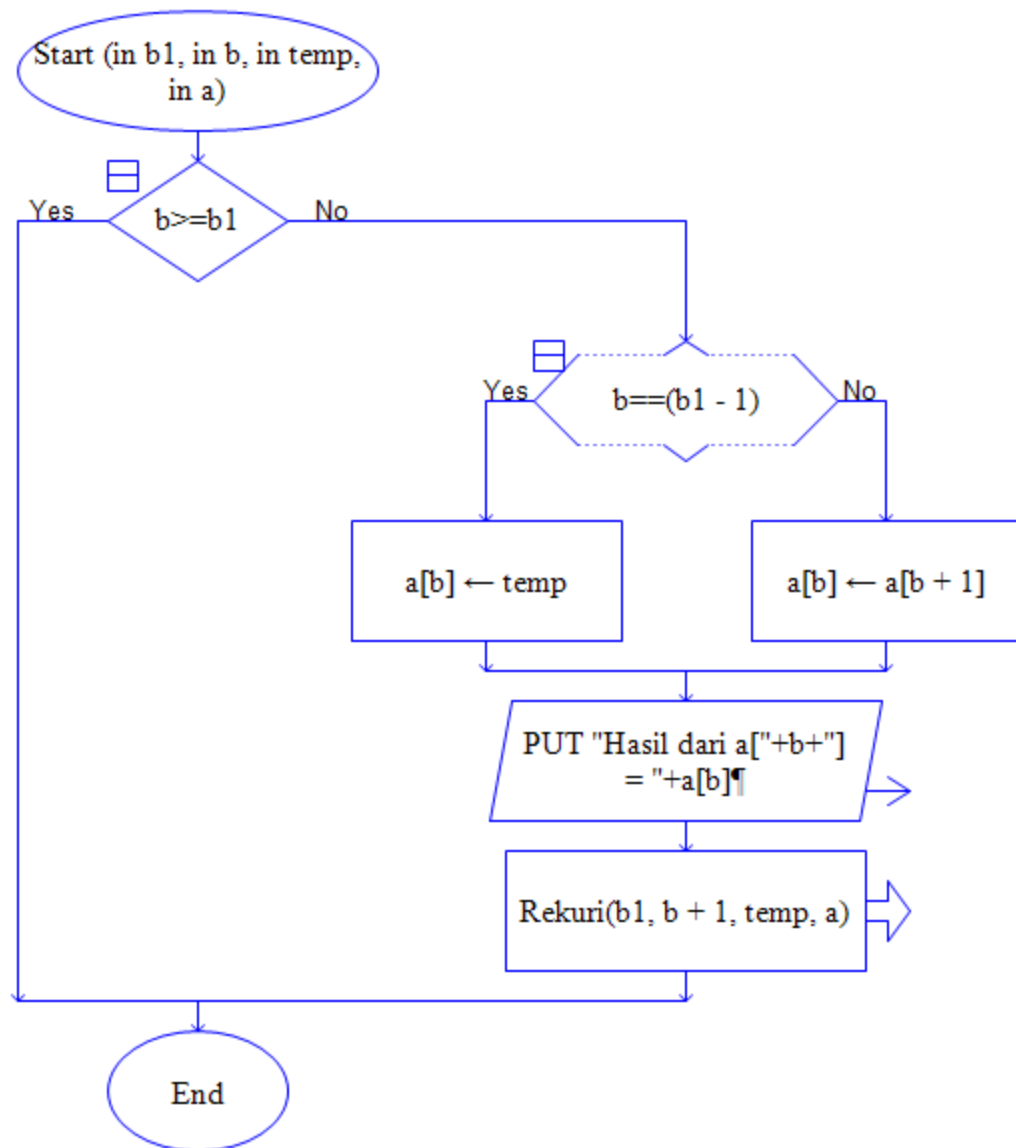 Start (in b1, in b, in temp,
in a)
Yes
b>=b1
No
Yes
b==(b1 - 1)
No
a[b] ← temp
a[b] ← a[b + 1]
PUT "Hasil dari a["+b+"]
= "+a[b]¶
Rekuri(b1, b + 1, temp, a)
End